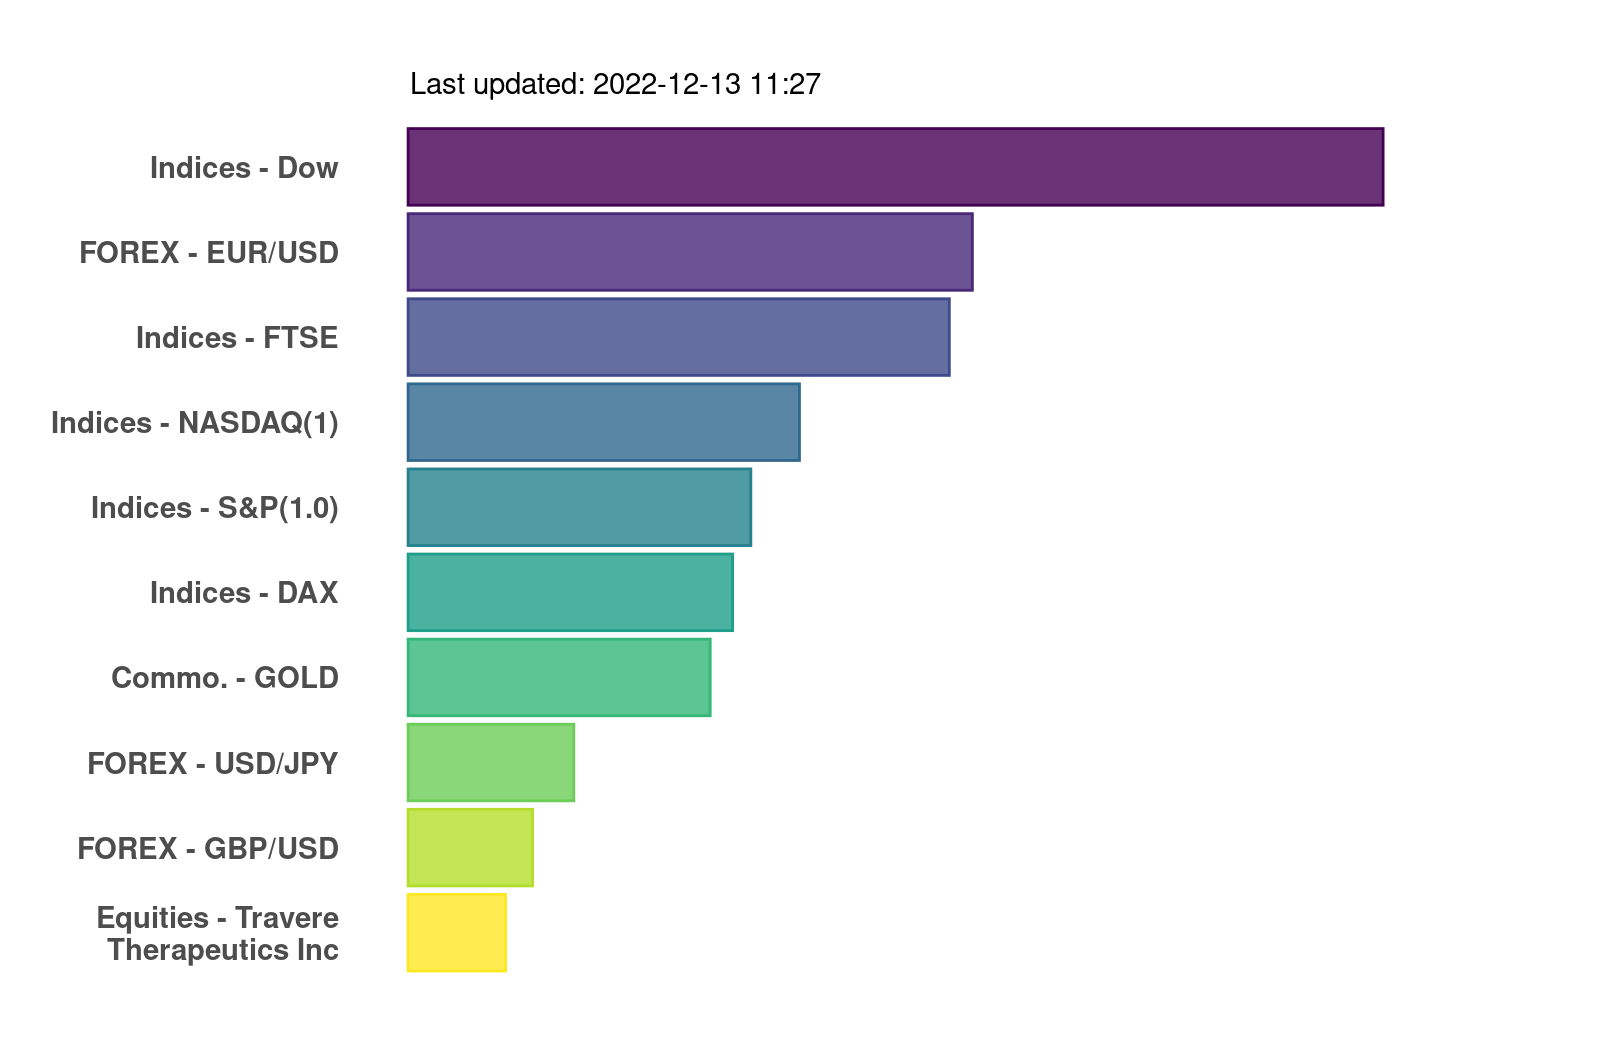 Last updated: 2022-12-13 11:27
Indices - Dow
FOREX - EUR/USD
Indices - FTSE
Indices - NASDAQ(1)
Indices - S&P(1.0)
Indices - DAX
Commo. - GOLD
FOREX - USD/JPY
FOREX - GBP/USD
Equities - Travere
Therapeutics Inc